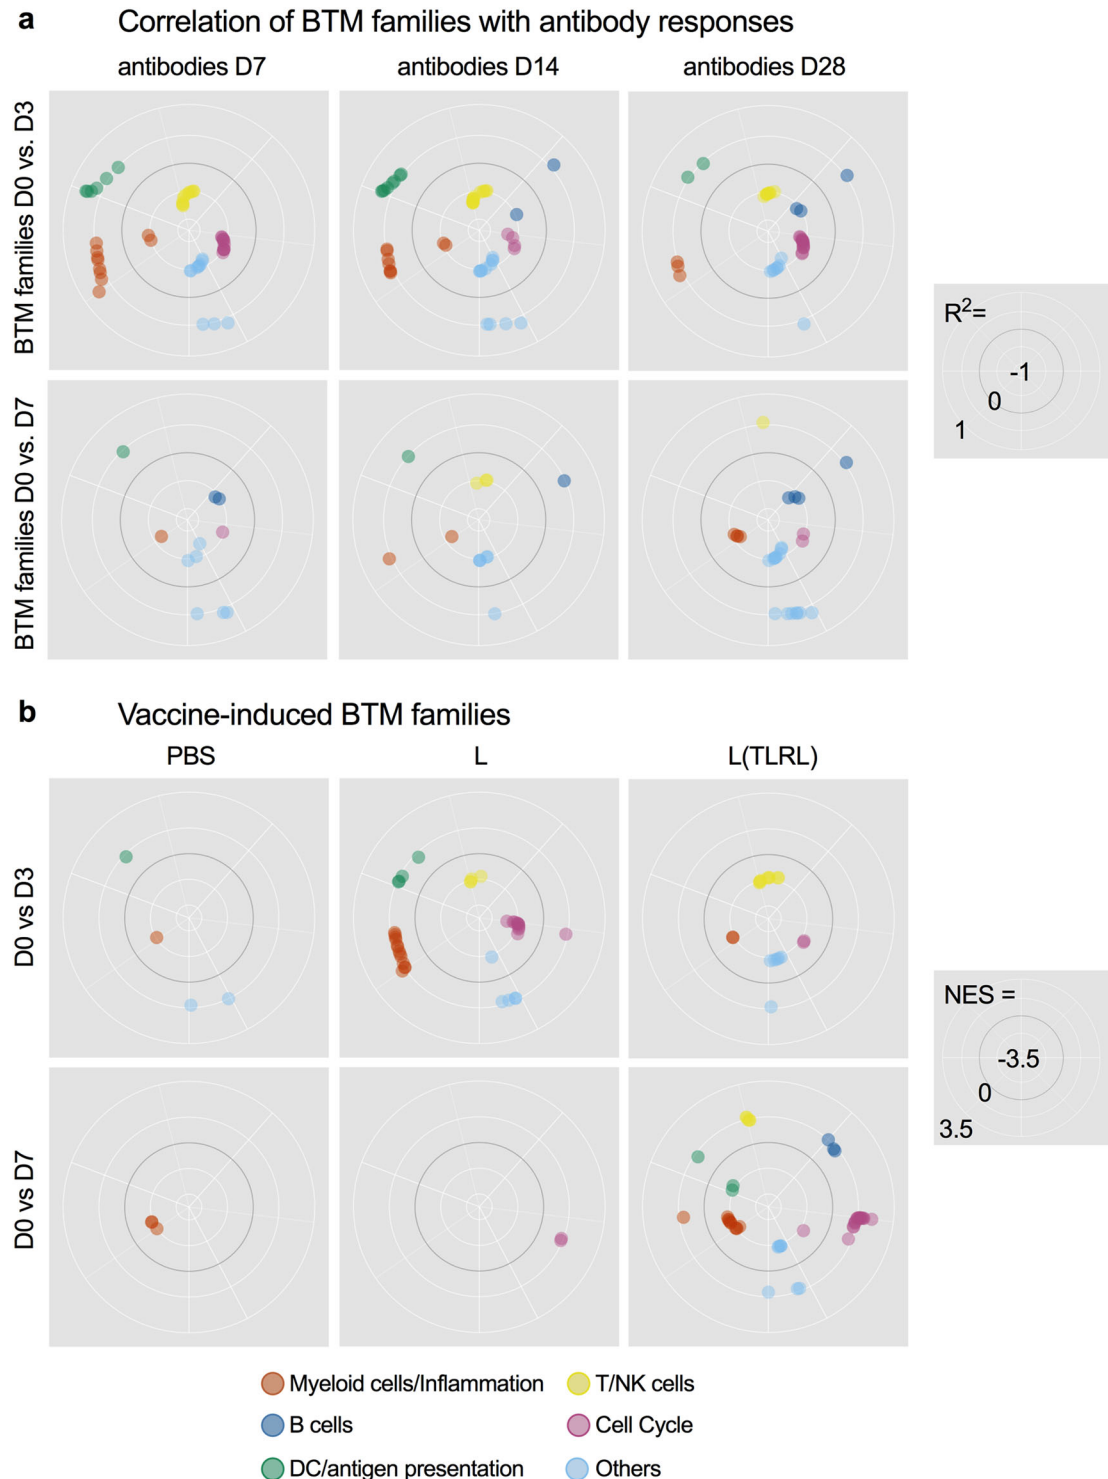 a Correlation of BTM families with antibody responses
antibodies D7 antibodies D14 antibodies D28
BTM families D0 vs. D3
R²=
-1
0
1
BTM families D0 vs. D7
b Vaccine-induced BTM families
PBS L L(TLRL)
D0 vs D3
NES =
-3.5
0
3.5
D0 vs D7
Myeloid cells/Inflammation T/NK cells
B cells Cell Cycle
DC/antigen presentation Others